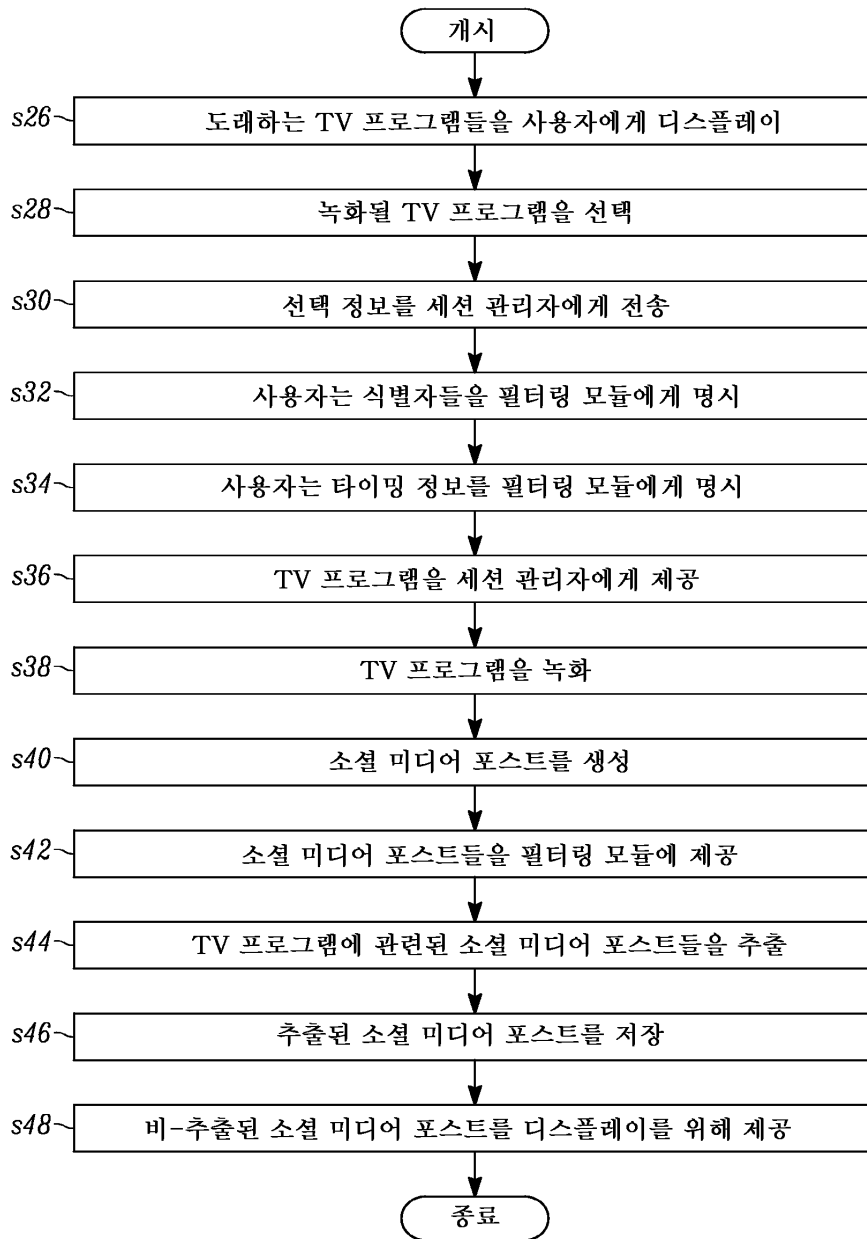 개시
s26 도래하는 TV 프로그램들을 사용자에게 디스플레이
s28 녹화될 TV 프로그램을 선택
s30 선택 정보를 세션 관리자에게 전송
s32 사용자는 식별자들을 필터링 모듈에게 명시
s34 사용자는 타이밍 정보를 필터링 모듈에게 명시
s36 TV 프로그램을 세션 관리자에게 제공
s38 TV 프로그램을 녹화
s40 소셜 미디어 포스트를 생성
s42 소셜 미디어 포스트들을 필터링 모듈에 제공
s44 TV 프로그램에 관련된 소셜 미디어 포스트들을 추출
s46 추출된 소셜 미디어 포스트를 저장
s48 비-추출된 소셜 미디어 포스트를 디스플레이를 위해 제공
종료